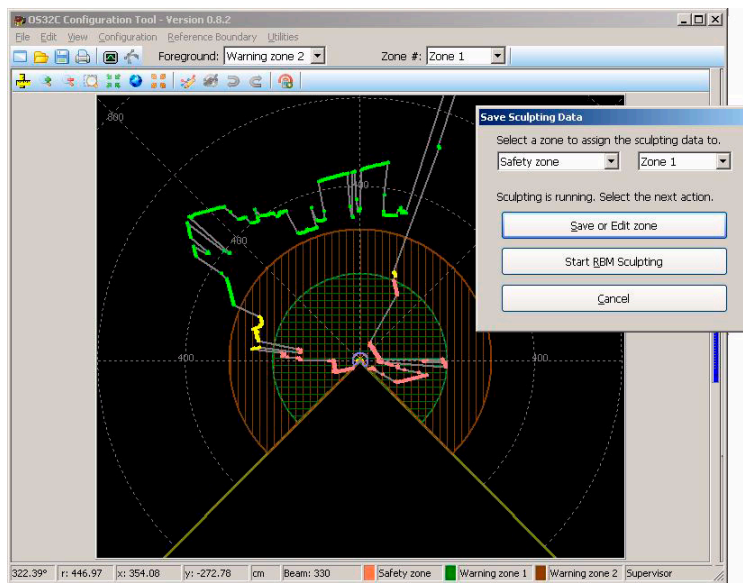 OS32C Configuration Tool - Version 0.8.2
File Edit View Configuration Reference Boundary Utilities
Foreground: Warning zone 2 Zone #: Zone 1
800
400
400
400
400
Save Sculpting Data
Select a zone to assign the sculpting data to.
Safety zone Zone 1
Sculpting is running. Select the next action.
Save or Edit zone
Start RBM Sculpting
Cancel
322.39° r: 446.97 x: 354.08 y: -272.78 cm Beam: 330 Safety zone Warning zone 1 Warning zone 2 Supervisor